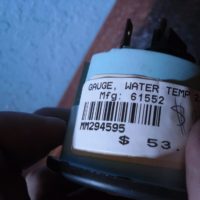 GAUGE, WATER TEMP
Mfg: 61552
MM294595
$ 53.